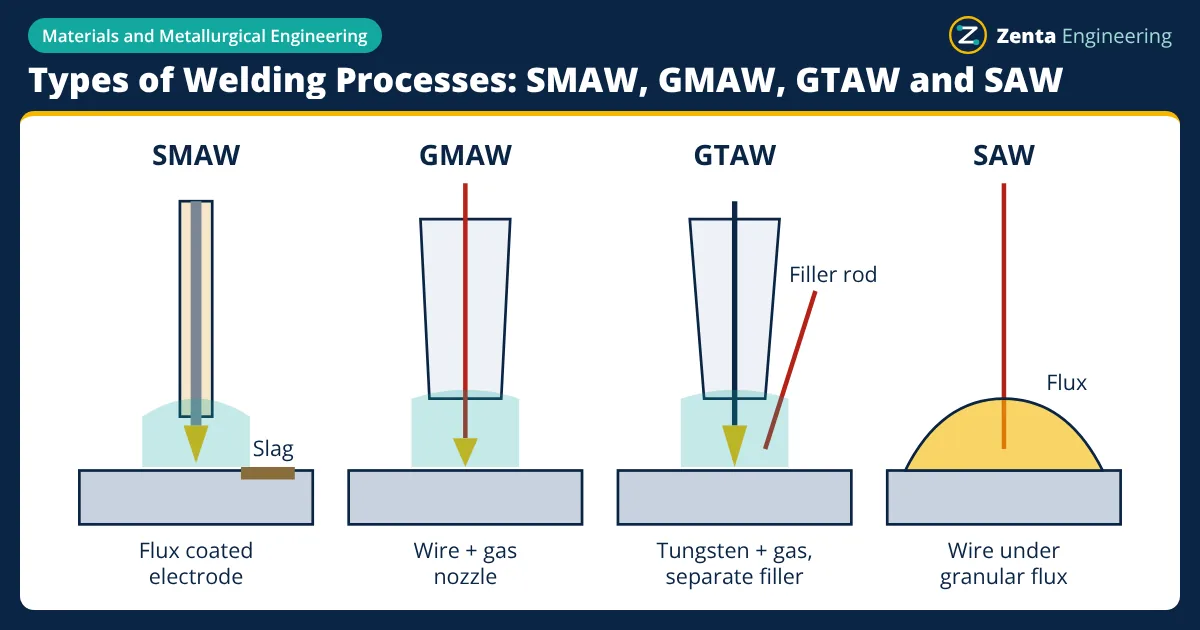 Materials and Metallurgical Engineering
Zenta Engineering
Types of Welding Processes: SMAW, GMAW, GTAW and SAW
SMAW
GMAW
GTAW
SAW
Filler rod
Flux
Slag
Flux coated
electrode
Wire + gas
nozzle
Tungsten + gas,
separate filler
Wire under
granular flux